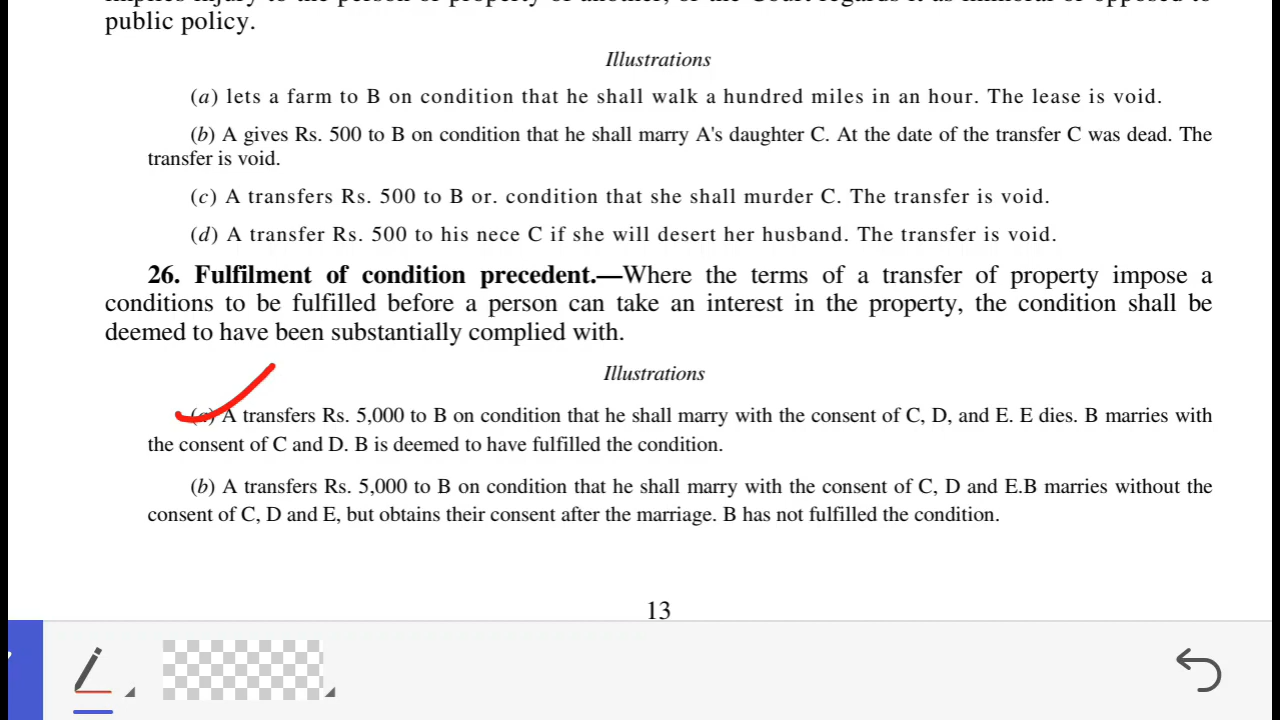 public policy.
Illustrations
(a) lets a farm to B on condition that he shall walk a hundred miles in an hour. The lease is void.
(b) A gives Rs. 500 to B on condition that he shall marry A's daughter C. At the date of the transfer C was dead. The
transfer is void.
(c) A transfers Rs. 500 to B or. condition that she shall murder C. The transfer is void.
(d) A transfer Rs. 500 to his nece C if she will desert her husband. The transfer is void.
26. Fulfilment of condition precedent.—Where the terms of a transfer of property impose a
conditions to be fulfilled before a person can take an interest in the property, the condition shall be
deemed to have been substantially complied with.
Illustrations
(a) A transfers Rs. 5,000 to B on condition that he shall marry with the consent of C, D, and E. E dies. B marries with
the consent of C and D. B is deemed to have fulfilled the condition.
(b) A transfers Rs. 5,000 to B on condition that he shall marry with the consent of C, D and E.B marries without the
consent of C, D and E, but obtains their consent after the marriage. B has not fulfilled the condition.
13